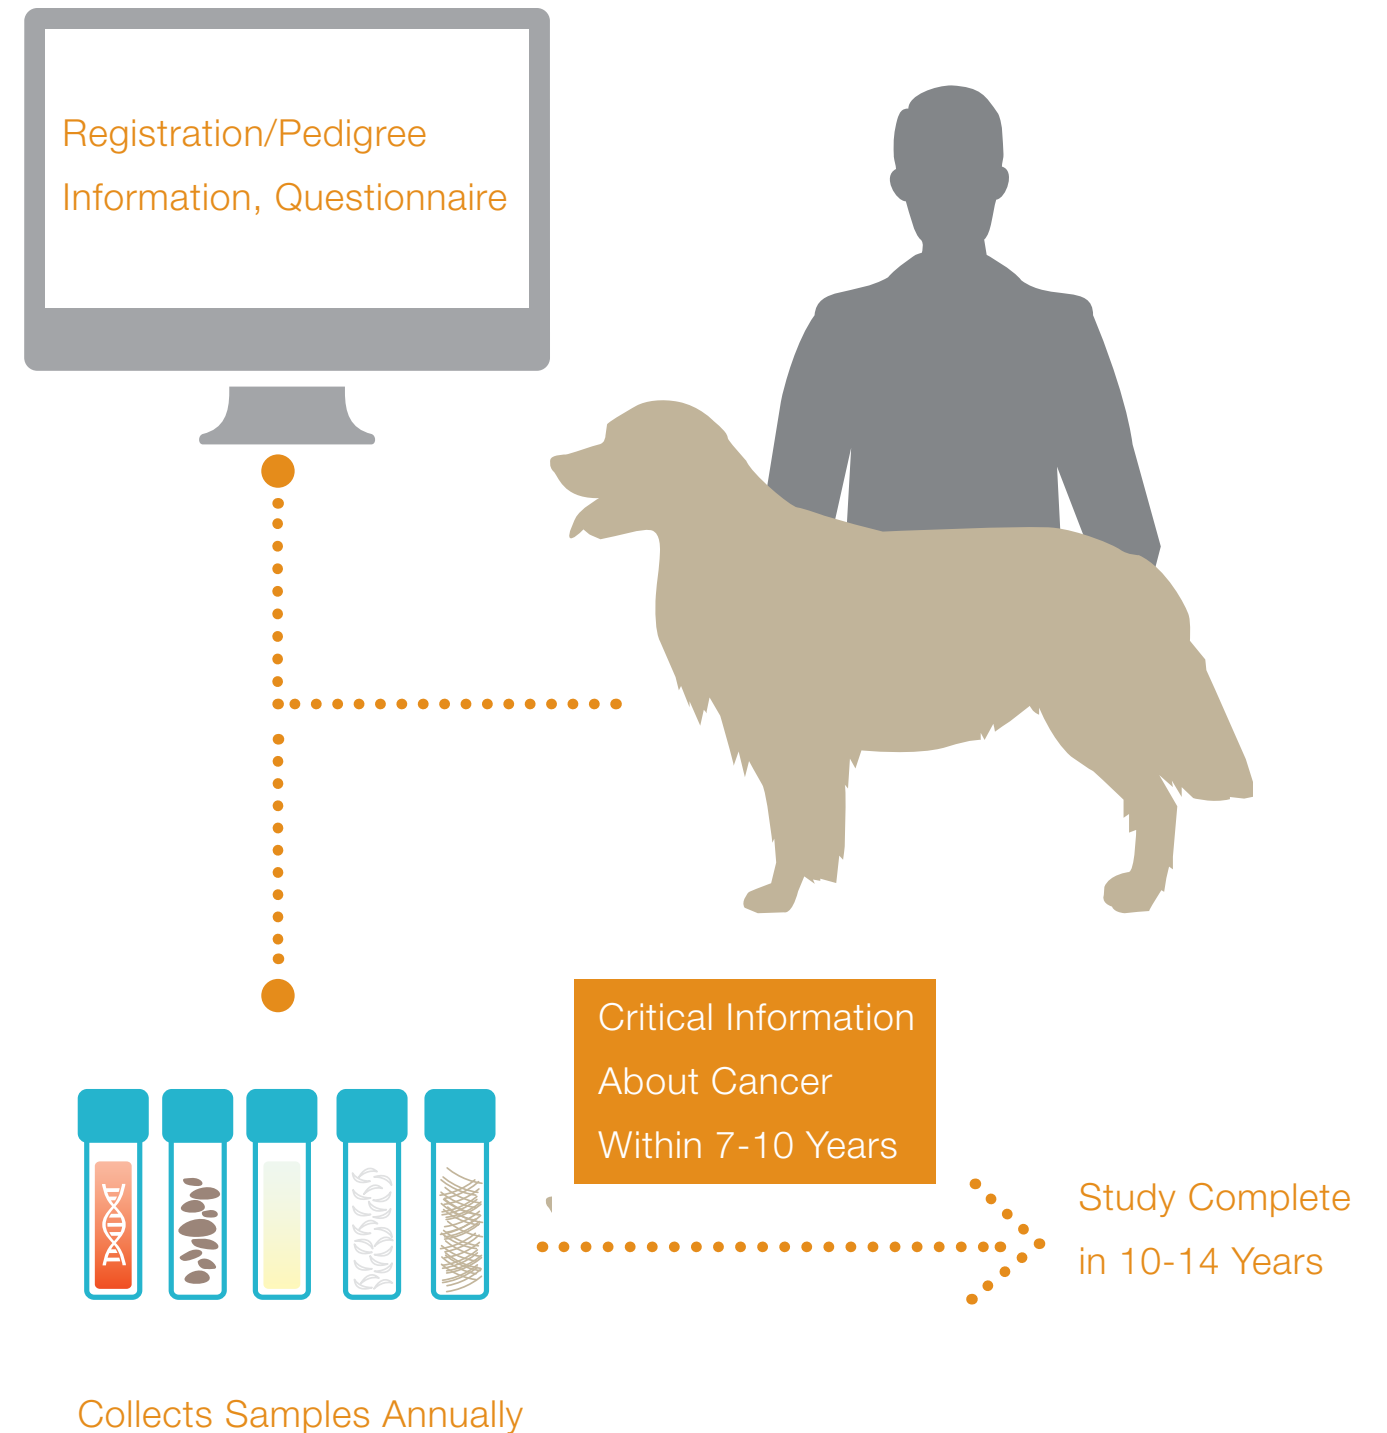 Registration/Pedigree
Information, Questionnaire
Critical Information
About Cancer
Within 7-10 Years
Study Complete
in 10-14 Years
Collects Samples Annually